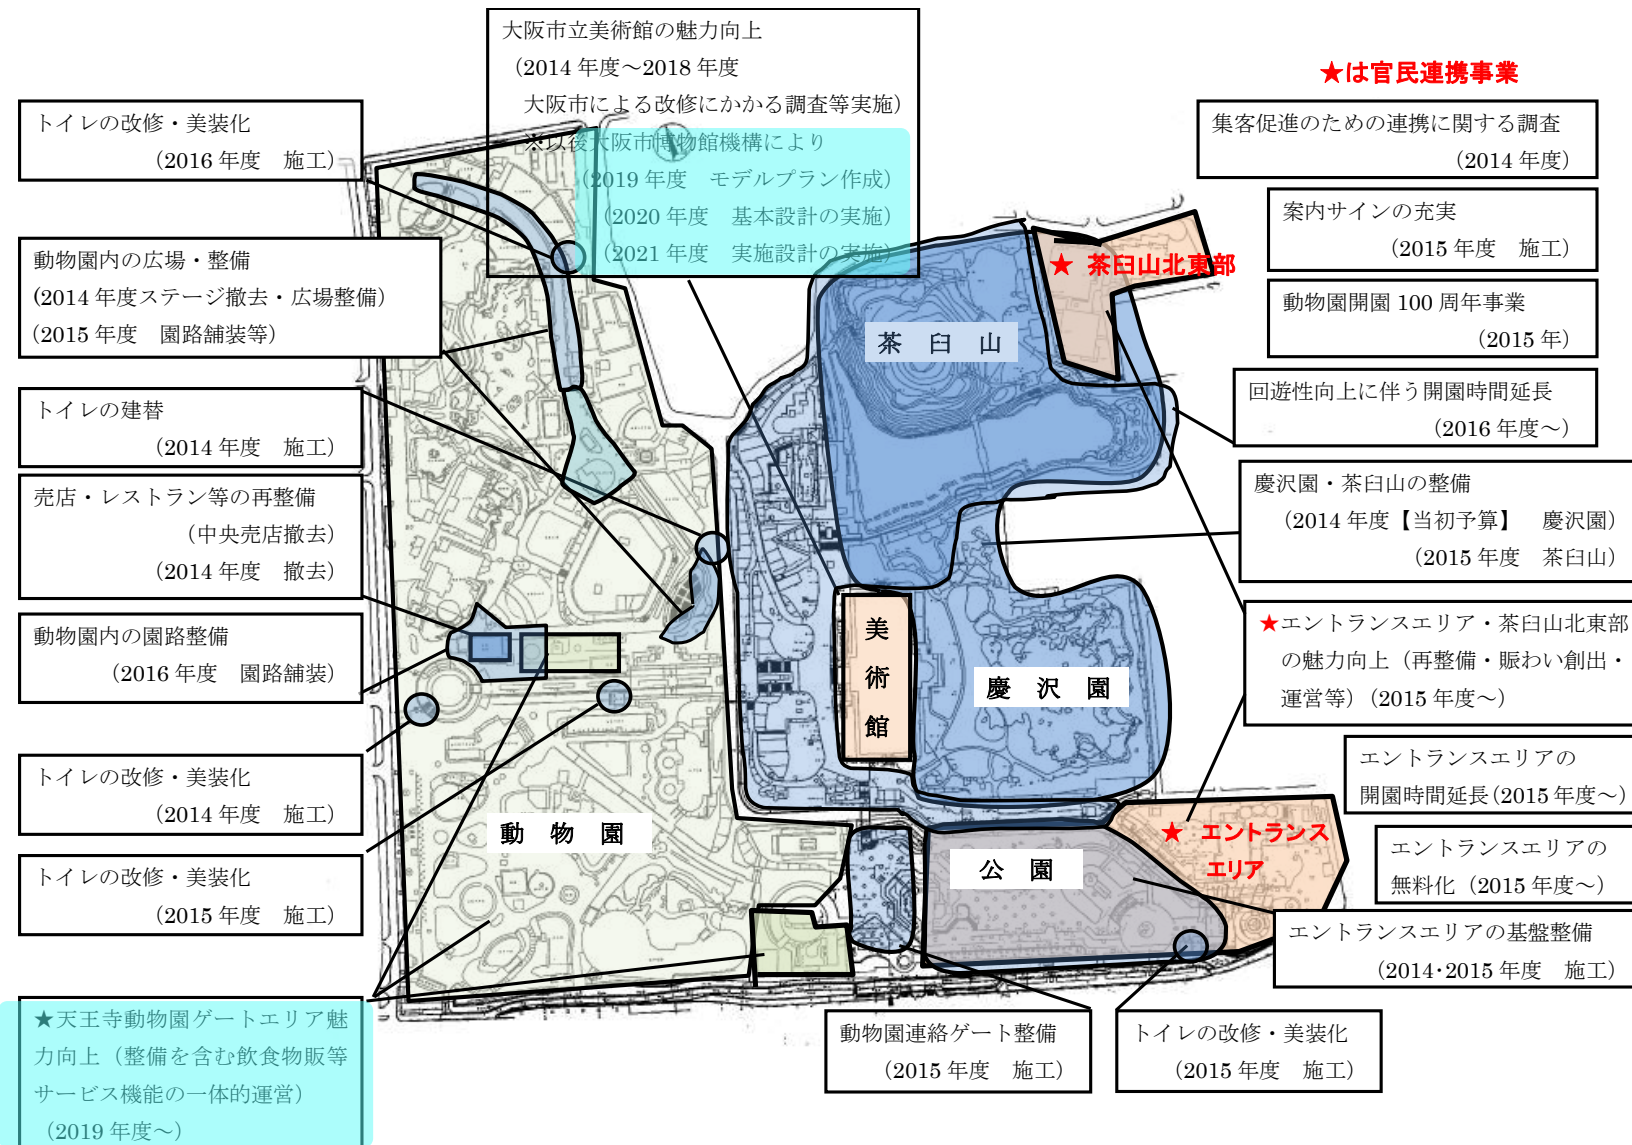 大阪市立美術館の魅力向上
（2014 年度～2018 年度
大阪市による改修にかかる調査等実施）
※以後大阪市博物館機構により
（2019 年度　モデルプラン作成）
（2020 年度　基本設計の実施）
（2021 年度　実施設計の実施）
★は官民連携事業
トイレの改修・美装化
（2016 年度　施工）
動物園内の広場・整備
（2014 年度ステージ撤去・広場整備）
（2015 年度　園路舗装等）
トイレの建替
（2014 年度　施工）
売店・レストラン等の再整備
（中央売店撤去）
（2014 年度　撤去）
動物園内の園路整備
（2016 年度　園路舗装）
トイレの改修・美装化
（2014 年度　施工）
トイレの改修・美装化
（2015 年度　施工）
★天王寺動物園ゲートエリア魅
力向上（整備を含む飲食物販等
サービス機能の一体的運営）
（2019 年度～）
集客促進のための連携に関する調査
（2014 年度）
案内サインの充実
（2015 年度　施工）
動物園開園 100 周年事業
（2015 年）
回遊性向上に伴う開園時間延長
（2016 年度～）
慶沢園・茶臼山の整備
（2014 年度【当初予算】　慶沢園）
（2015 年度　茶臼山）
★エントランスエリア・茶臼山北東部
の魅力向上（再整備・賑わい創出・
運営等）（2015 年度～）
エントランスエリアの
開園時間延長（2015 年度～）
エントランスエリアの
無料化（2015 年度～）
エントランスエリアの基盤整備
（2014・2015 年度　施工）
動物園連絡ゲート整備
（2015 年度　施工）
トイレの改修・美装化
（2015 年度　施工）
★ 茶臼山北東部
茶 臼 山
美
術
館
慶 沢 園
動 物 園
公 園
★ エントランス
エリア